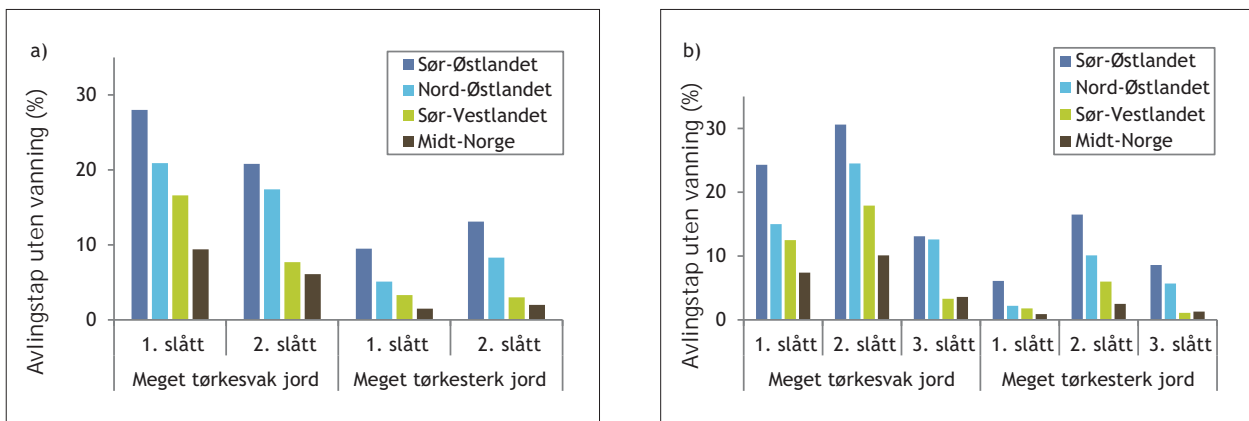 a)
Avlingstap uten vanning (%)
Sør-Østlandet
Nord-Østlandet
Sør-Vestlandet
Midt-Norge
30
20
10
0
1. slått 2. slått 1. slått 2. slått
Meget tørkesvak jord Meget tørkesterk jord
b)
Avlingstap uten vanning (%)
Sør-Østlandet
Nord-Østlandet
Sør-Vestlandet
Midt-Norge
30
20
10
0
1. slått 2. slått 3. slått 1. slått 2. slått 3. slått
Meget tørkesvak jord Meget tørkesterk jord